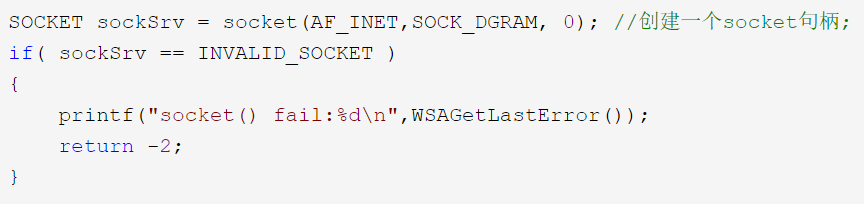 SOCKET sockSrv = socket(AF_INET,SOCK_DGRAM, 0); //创建一个socket句柄;
if( sockSrv == INVALID_SOCKET )
{
    printf("socket() fail:%d\n",WSAGetLastError());
    return -2;
}